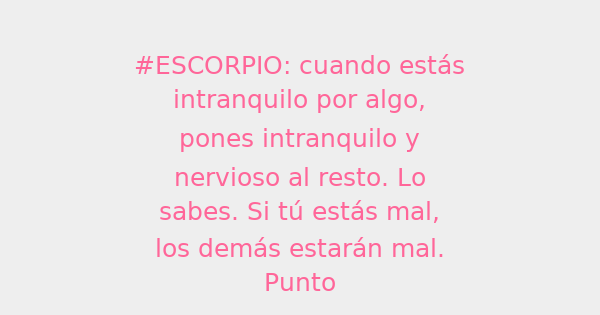 #ESCORPIO: cuando estás
intranquilo por algo,
pones intranquilo y
nervioso al resto. Lo
sabes. Si tú estás mal,
los demás estarán mal.
Punto